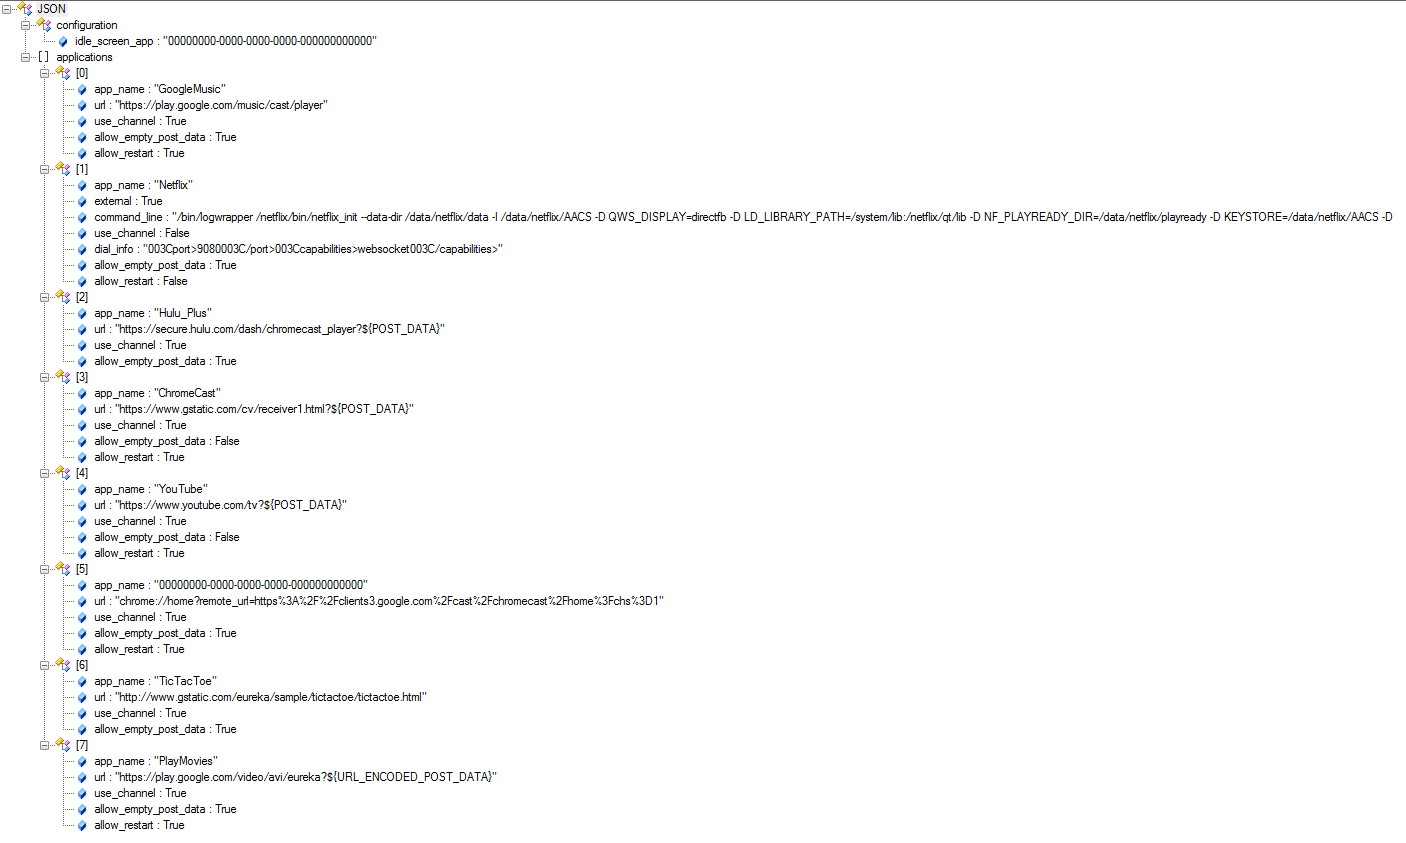 JSON
configuration
idle_screen_app : "00000000-0000-0000-0000-000000000000"
[ ] applications
[0]
app_name : "GoogleMusic"
url : "https://play.google.com/music/cast/player"
use_channel : True
allow_empty_post_data : True
allow_restart : True
[1]
app_name : "Netflix"
external : True
command_line : "/bin/logwrapper /netflix/bin/netflix_init --data-dir /data/netflix/data -I /data/netflix/AACS -D QWS_DISPLAY=directfb -D LD_LIBRARY_PATH=/system/lib:/netflix/qt/lib -D NF_PLAYREADY_DIR=/data/netflix/playready -D KEYSTORE=/data/netflix/AACS -D
use_channel : False
dial_info : "003Cport>9080003C/port>003Ccapabilities>websocket003C/capabilities>"
allow_empty_post_data : True
allow_restart : False
[2]
app_name : "Hulu_Plus"
url : "https://secure.hulu.com/dash/chromecast_player?${POST_DATA}"
use_channel : True
allow_empty_post_data : True
[3]
app_name : "ChromeCast"
url : "https://www.gstatic.com/cv/receiver1.html?${POST_DATA}"
use_channel : True
allow_empty_post_data : False
allow_restart : True
[4]
app_name : "YouTube"
url : "https://www.youtube.com/tv?${POST_DATA}"
use_channel : True
allow_empty_post_data : False
allow_restart : True
[5]
app_name : "00000000-0000-0000-0000-000000000000"
url : "chrome://home?remote_url=https%3A%2F%2Fclients3.google.com%2Fcast%2Fchromecast%2Fhome%3Fchs%3D1"
use_channel : True
allow_empty_post_data : True
allow_restart : True
[6]
app_name : "TicTacToe"
url : "http://www.gstatic.com/eureka/sample/tictactoe/tictactoe.html"
use_channel : True
allow_empty_post_data : True
[7]
app_name : "PlayMovies"
url : "https://play.google.com/video/avi/eureka?${URL_ENCODED_POST_DATA}"
use_channel : True
allow_empty_post_data : True
allow_restart : True